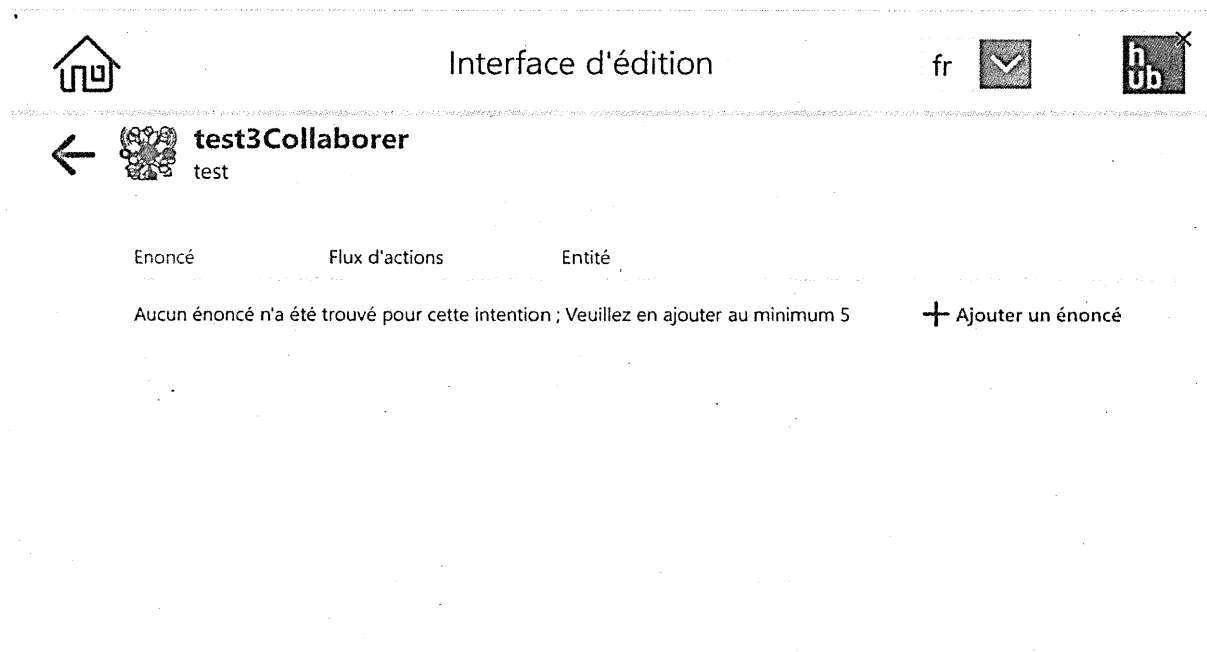 Interface d'édition
fr
hub
test3Collaborer
test
Enoncé Flux d'actions Entité
Aucun énoncé n'a été trouvé pour cette intention ; Veuillez en ajouter au minimum 5
Ajouter un énoncé